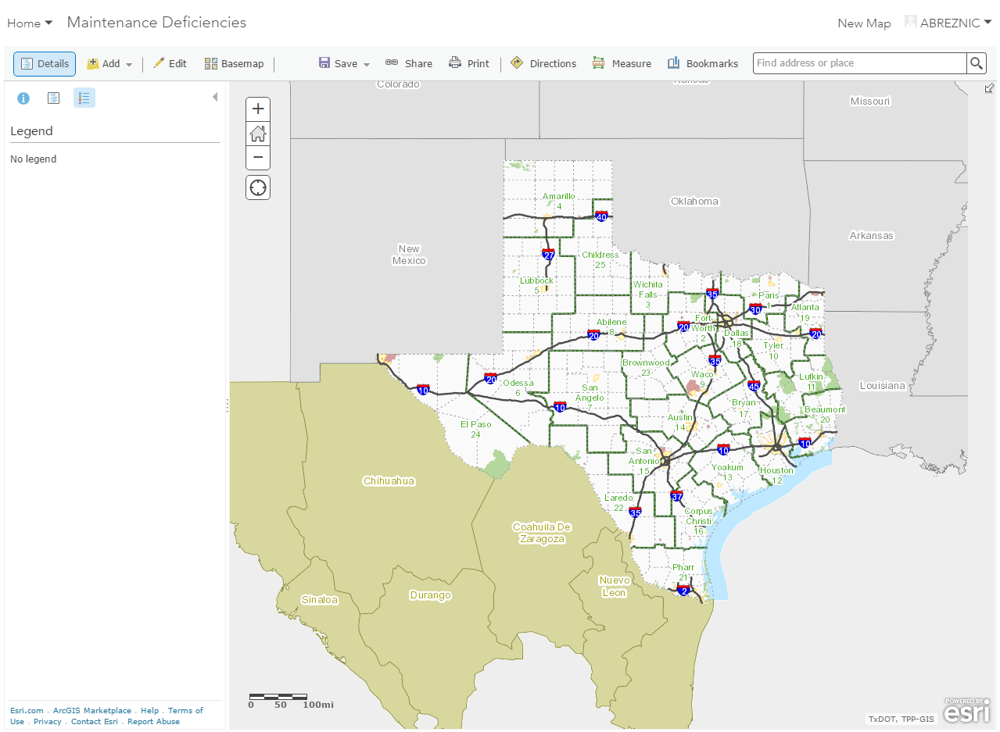 Home Maintenance Deficiencies New Map ABREZNIC
Details Add Edit Basemap Save Share Print Directions Measure Bookmarks Find address or place
Legend
No legend
Esri.com . ArcGIS Marketplace . Help . Terms of
Use . Privacy . Contact Esri . Report Abuse
+
−
Colorado
Kansas
Missouri
Oklahoma
Arkansas
New
Mexico
Louisiana
Amarillo
4
40
27
Childress
25
Lubbock
5
Wichita
Falls
3
35
Paris
1
30
Atlanta
19
Abilene
8
20
20
Fort
Worth
2
Dallas
18
20
Tyler
10
Brownwood
23
35
Waco
9
45
Lufkin
11
Odessa
6
20
10
San
Angelo
7
10
Bryan
17
Beaumont
20
El Paso
24
Austin
14
10
10
San
Antonio
15
Yoakum
13
Houston
12
Laredo
22
37
35
Corpus
Christi
16
Pharr
21
2
Chihuahua
Coahuila De
Zaragoza
Nuevo
Leon
Durango
Sinaloa
0 50 100mi
TxDOT, TPP-GIS
POWERED BY
esri